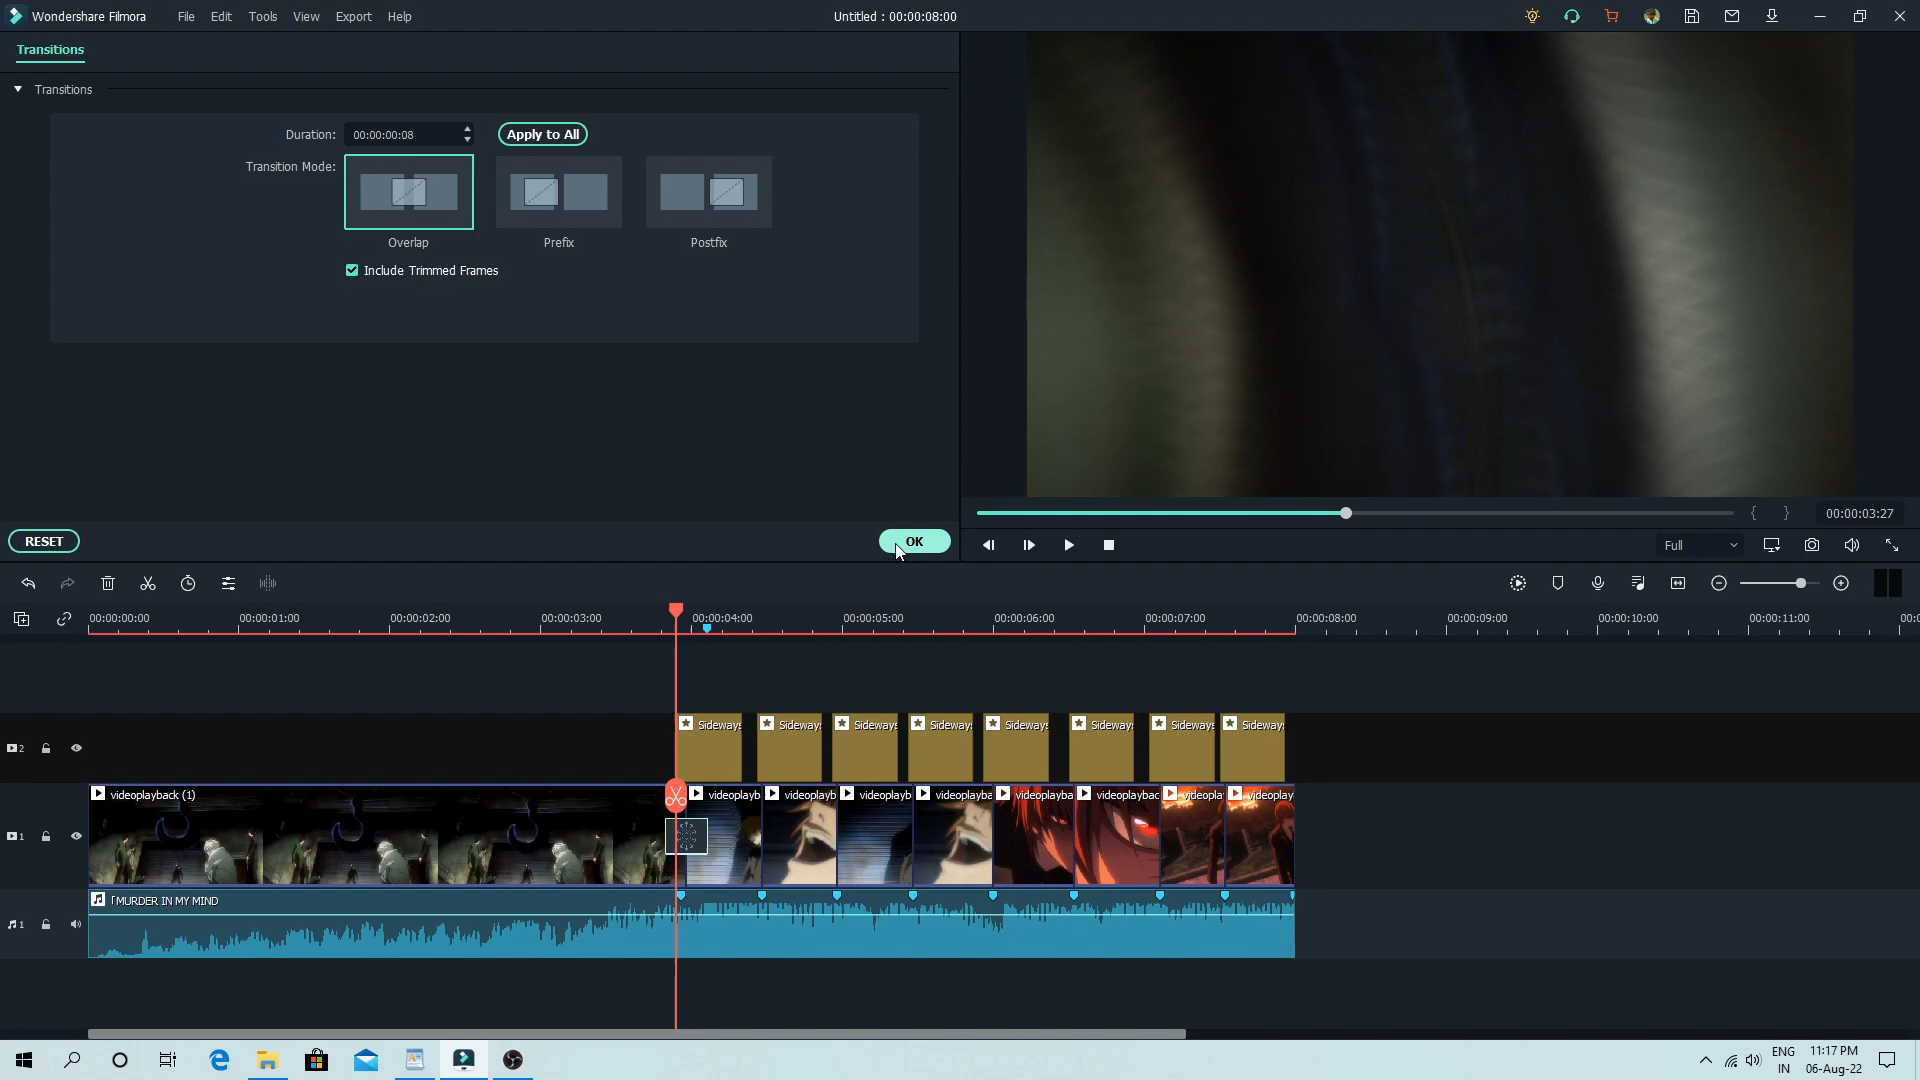 Wondershare Filmora
File Edit Tools View Export Help
Untitled : 00:00:08:00
Transitions
Transitions
Duration: 00:00:00:08 Apply to All
Transition Mode:
Overlap Prefix Postfix
Include Trimmed Frames
RESET OK
00:00:03:27
Full
00:00:00:00 00:00:01:00 00:00:02:00 00:00:03:00 00:00:04:00 00:00:05:00 00:00:06:00 00:00:07:00 00:00:08:00 00:00:09:00 00:00:10:00 00:00:11:00 00:0
2 Sideways Sideways Sideways Sideways Sideways Sideways Sideways Sideways
videoplayback (1) videoplayb videoplayb videoplayb videoplayba videoplayba videoplaybac videopla videoplay
1
「MURDER IN MY MIND
1
ENG 11:17 PM
IN 06-Aug-22